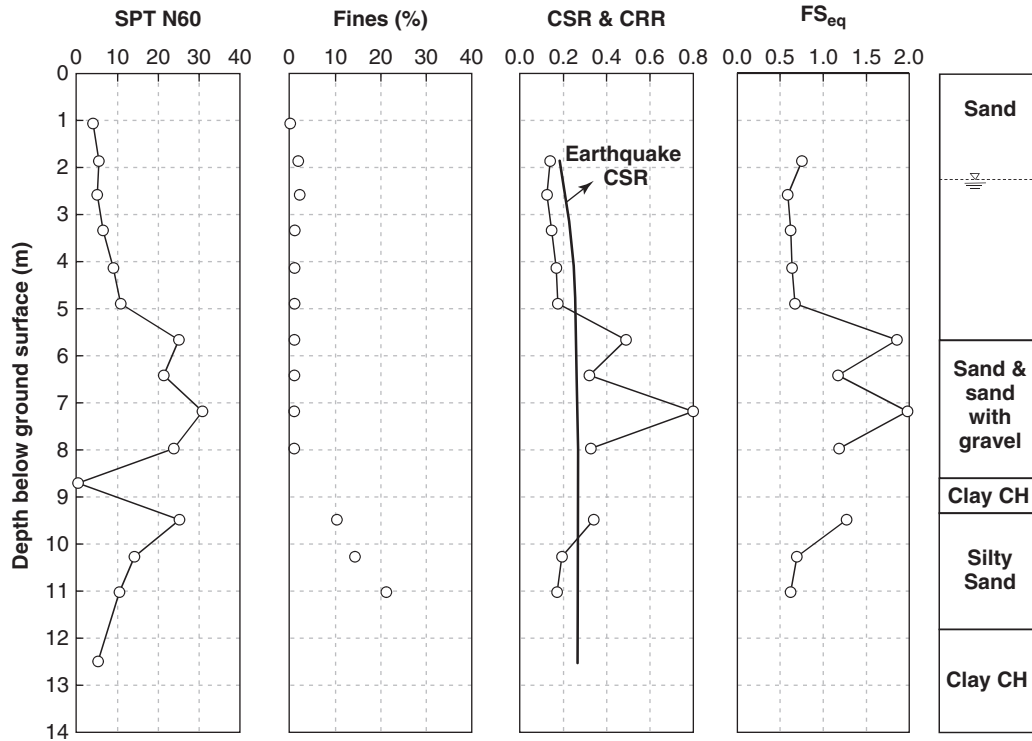 SPT N60
Fines (%)
CSR & CRR
FSeq
0 10 20 30 40
0 10 20 30 40
0.0 0.2 0.4 0.6 0.8
0.0 0.5 1.0 1.5 2.0
Depth below ground surface (m)
0
1
2
3
4
5
6
7
8
9
10
11
12
13
14
Earthquake
CSR
Sand
Sand &
sand
with
gravel
Clay CH
Silty
Sand
Clay CH